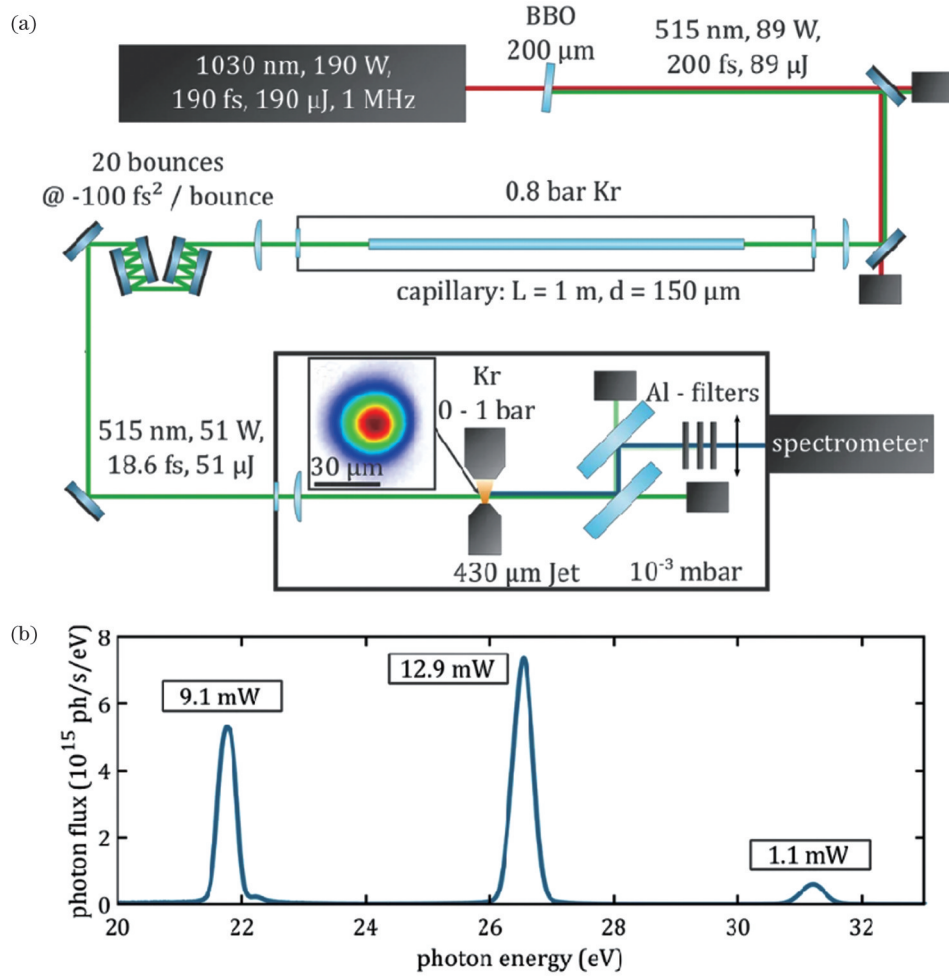 (a)
1030 nm, 190 W,
190 fs, 190 μJ, 1 MHz
BBO
200 μm
515 nm, 89 W,
200 fs, 89 μJ
20 bounces
@ -100 fs² / bounce
0.8 bar Kr
capillary: L = 1 m, d = 150 μm
515 nm, 51 W,
18.6 fs, 51 μJ
30 μm
Kr
0 - 1 bar
Al - filters
spectrometer
430 μm Jet
10⁻³ mbar
(b)
photon flux (10¹⁵ ph/s/eV)
8
6
4
2
0
9.1 mW
12.9 mW
1.1 mW
20 22 24 26 28 30 32
photon energy (eV)